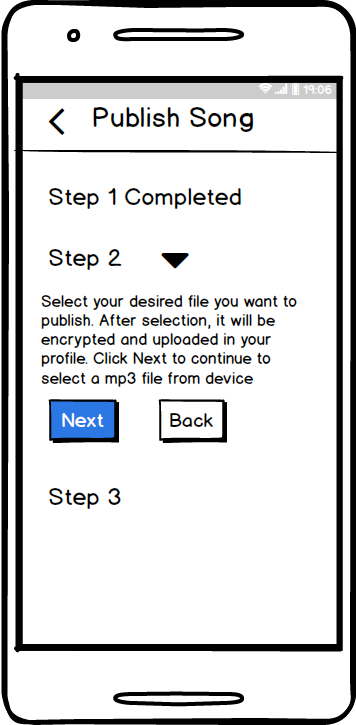 19:06
Publish Song
Step 1 Completed
Step 2
Select your desired file you want to
publish. After selection, it will be
encrypted and uploaded in your
profile. Click Next to continue to
select a mp3 file from device
Next Back
Step 3